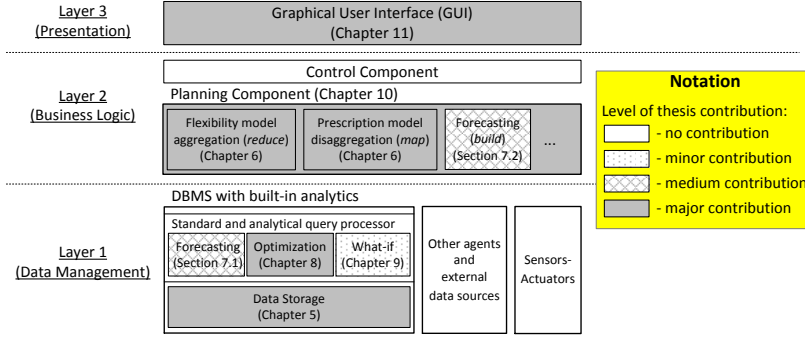 Layer 3
(Presentation)
Graphical User Interface (GUI)
(Chapter 11)
Layer 2
(Business Logic)
Control Component
Planning Component (Chapter 10)
Flexibility model
aggregation (reduce)
(Chapter 6)
Prescription model
disaggregation (map)
(Chapter 6)
Forecasting
(build)
(Section 7.2)
...
Layer 1
(Data Management)
DBMS with built-in analytics
Standard and analytical query processor
Forecasting
(Section 7.1)
Optimization
(Chapter 8)
What-if
(Chapter 9)
Data Storage
(Chapter 5)
Other agents
and
external
data sources
Sensors-
Actuators
Notation
Level of thesis contribution:
- no contribution
- minor contribution
- medium contribution
- major contribution